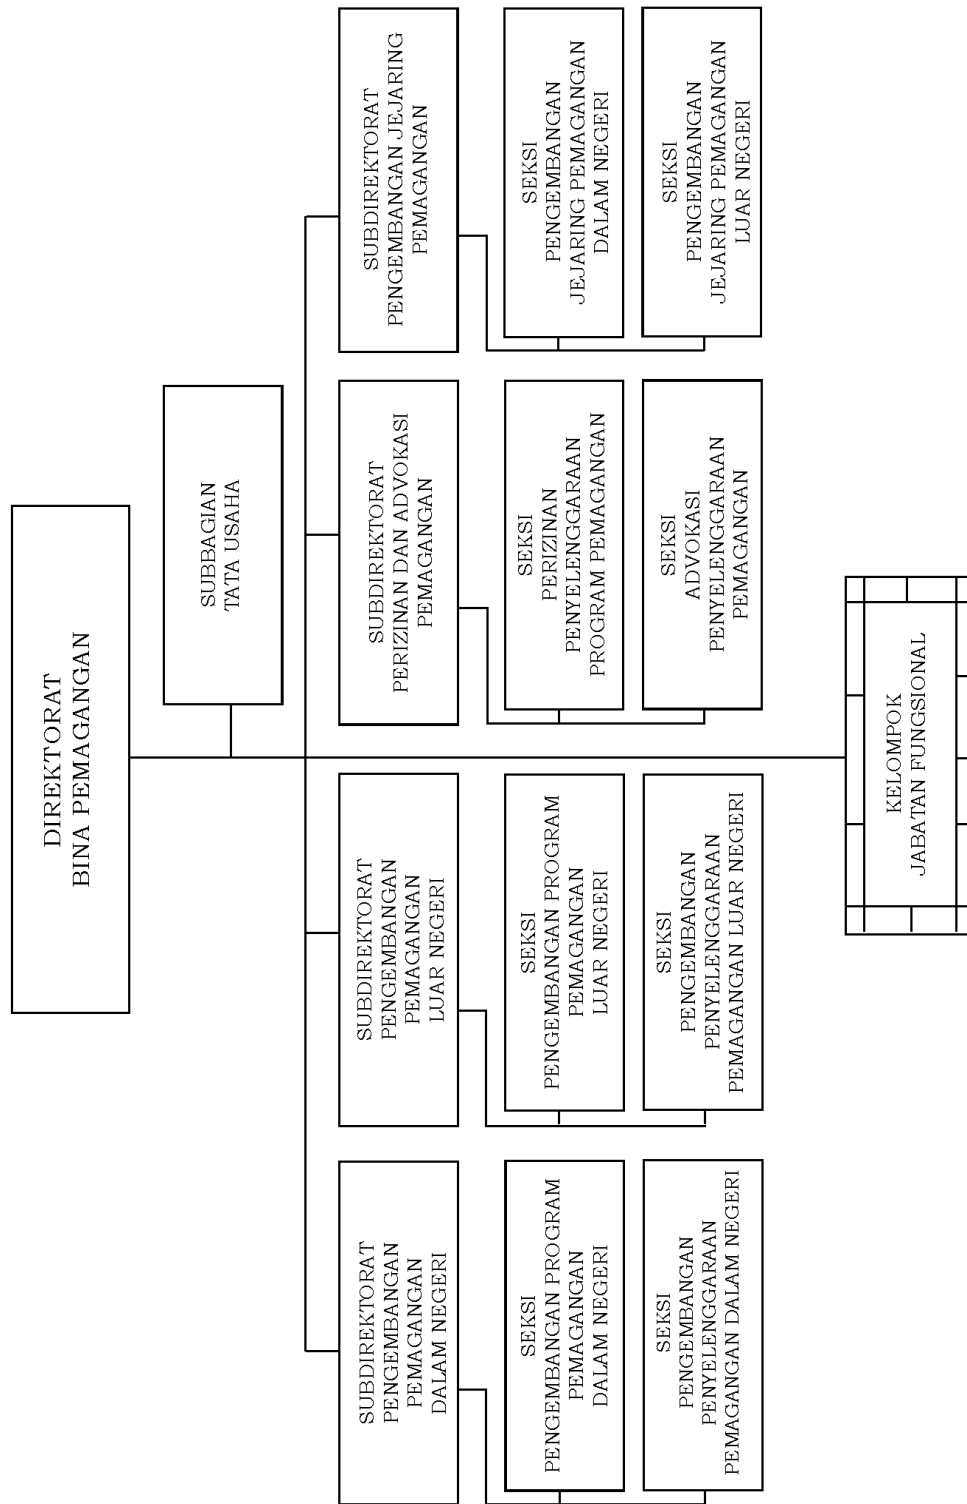 DIREKTORAT
BINA PEMAGANGAN
SUBBAGIAN
TATA USAHA
SUBDIREKTORAT
PENGEMBANGAN
PEMAGANGAN
DALAM NEGERI
SUBDIREKTORAT
PENGEMBANGAN
PEMAGANGAN
LUAR NEGERI
SUBDIREKTORAT
PERIZINAN DAN ADVOKASI
PEMAGANGAN
SUBDIREKTORAT
PENGEMBANGAN JEJARING
PEMAGANGAN
SEKSI
PENGEMBANGAN PROGRAM
PEMAGANGAN
DALAM NEGERI
SEKSI
PENGEMBANGAN PROGRAM
PEMAGANGAN
LUAR NEGERI
SEKSI
PERIZINAN
PENYELENGGARAAN
PROGRAM PEMAGANGAN
SEKSI
PENGEMBANGAN
JEJARING PEMAGANGAN
DALAM NEGERI
SEKSI
PENGEMBANGAN
PENYELENGGARAAN
PEMAGANGAN DALAM NEGERI
SEKSI
PENGEMBANGAN
PENYELENGGARAAN
PEMAGANGAN LUAR NEGERI
SEKSI
ADVOKASI
PENYELENGGARAAN
PEMAGANGAN
SEKSI
PENGEMBANGAN
JEJARING PEMAGANGAN
LUAR NEGERI
KELOMPOK
JABATAN FUNGSIONAL